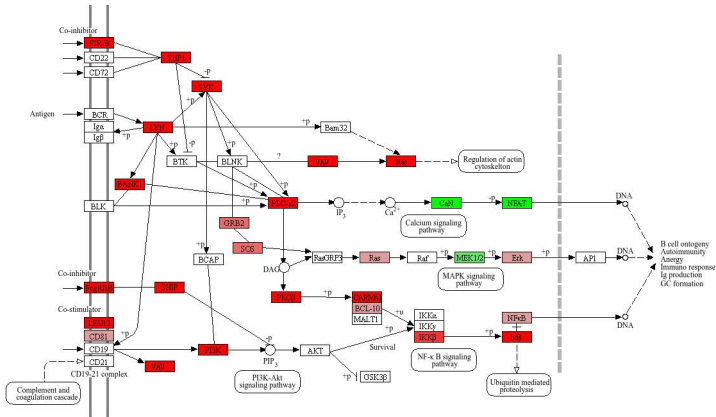 Co-inhibitor
PIR-B
CD22
CD72
SHP1
-p
SYK
Antigen
BCR
Igα
Igβ
LYN
+p
+p
+p
-p
+p
+p
+p
Bam32
BTK
BLNK
?
VAV
Rac
Regulation of actin
cytoskelton
BANK1
+p
+p
BLK
PLC-γ2
IP3
Ca2+
CaN
-p
NFAT
DNA
Calcium signaling
pathway
GRB2
SOS
+p
BCAP
DAG
RasGRP3
Ras
Raf
MEK1/2
+p
Erk
+p
AP1
DNA
MAPK signaling
pathway
B cell ontogeny
Autoimmunity
Anergy
Immuno response
Ig production
GC formation
Co-inhibitor
FcgRIIB
SHIP
PKCβ
+p
CARMA1
BCL-10
MALT1
+u
+p
IKKα
IKKγ
IKKβ
+p
NFκB
IκB
DNA
Co-stimulator
LEU13
CD81
CD19
CD21
+p
CD19-21 complex
VAV
PI3K
-p
+p
PIP3
AKT
Survival
+p
GSK3β
PI3K-Akt
signaling pathway
NF-κ B signaling
pathway
Ubiquitin mediated
proteolysis
Complement and
coagulation cascade